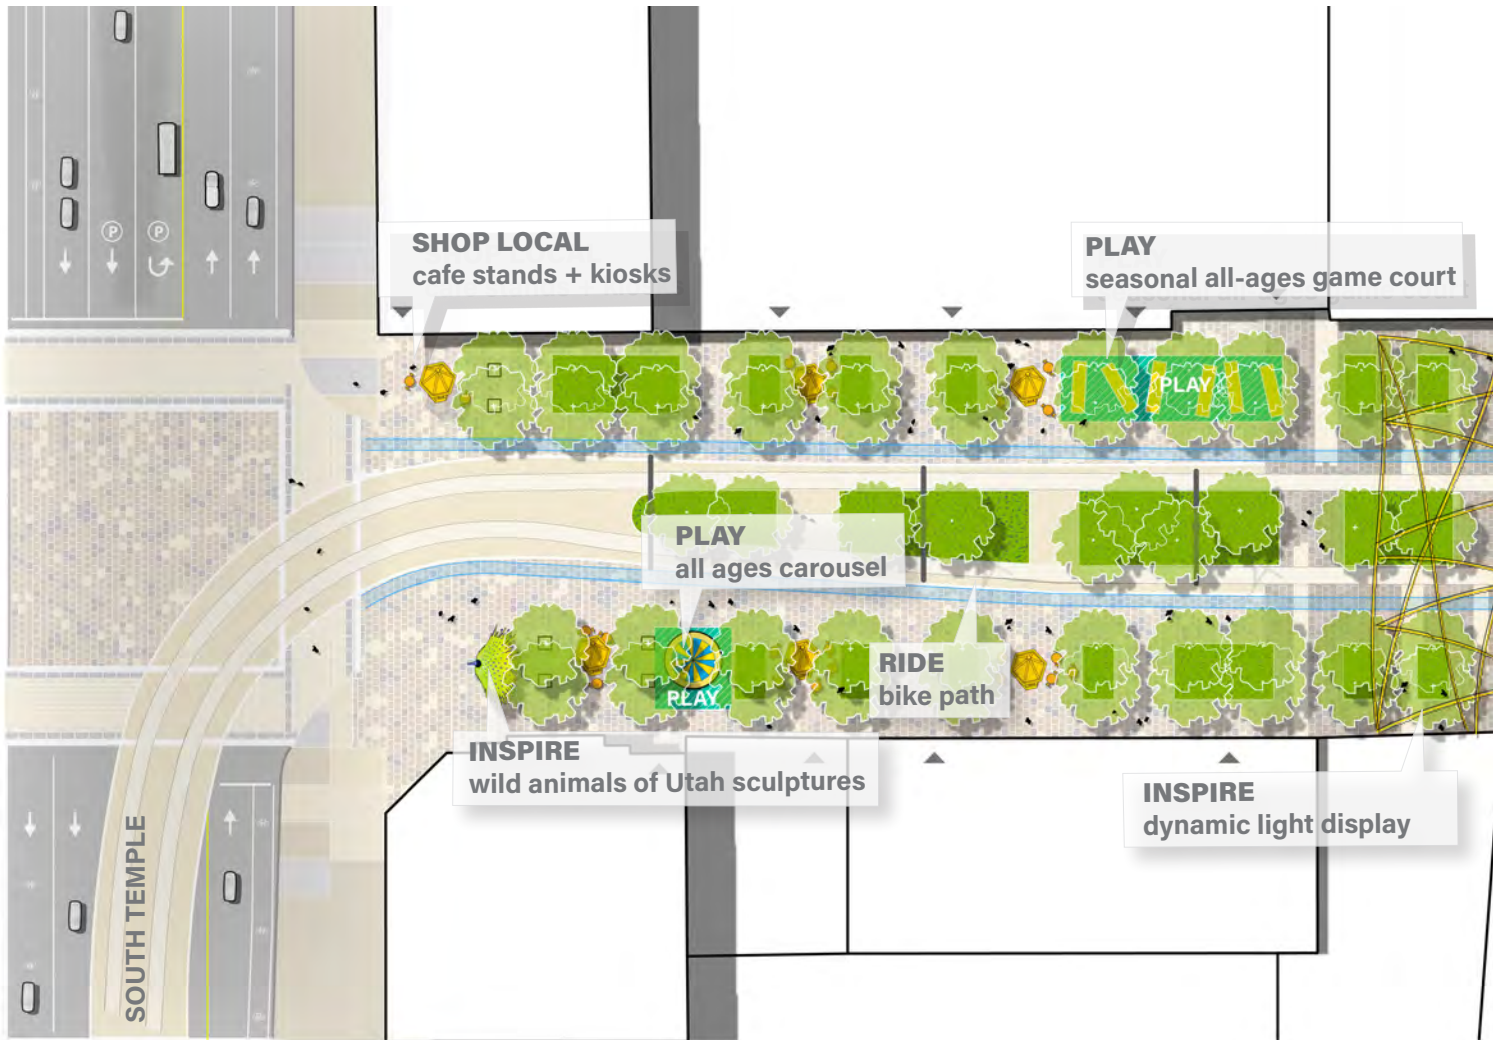 P
P
SHOP LOCAL
cafe stands + kiosks
PLAY
seasonal all-ages game court
PLAY
PLAY
all ages carousel
PLAY
RIDE
bike path
INSPIRE
wild animals of Utah sculptures
INSPIRE
dynamic light display
SOUTH TEMPLE